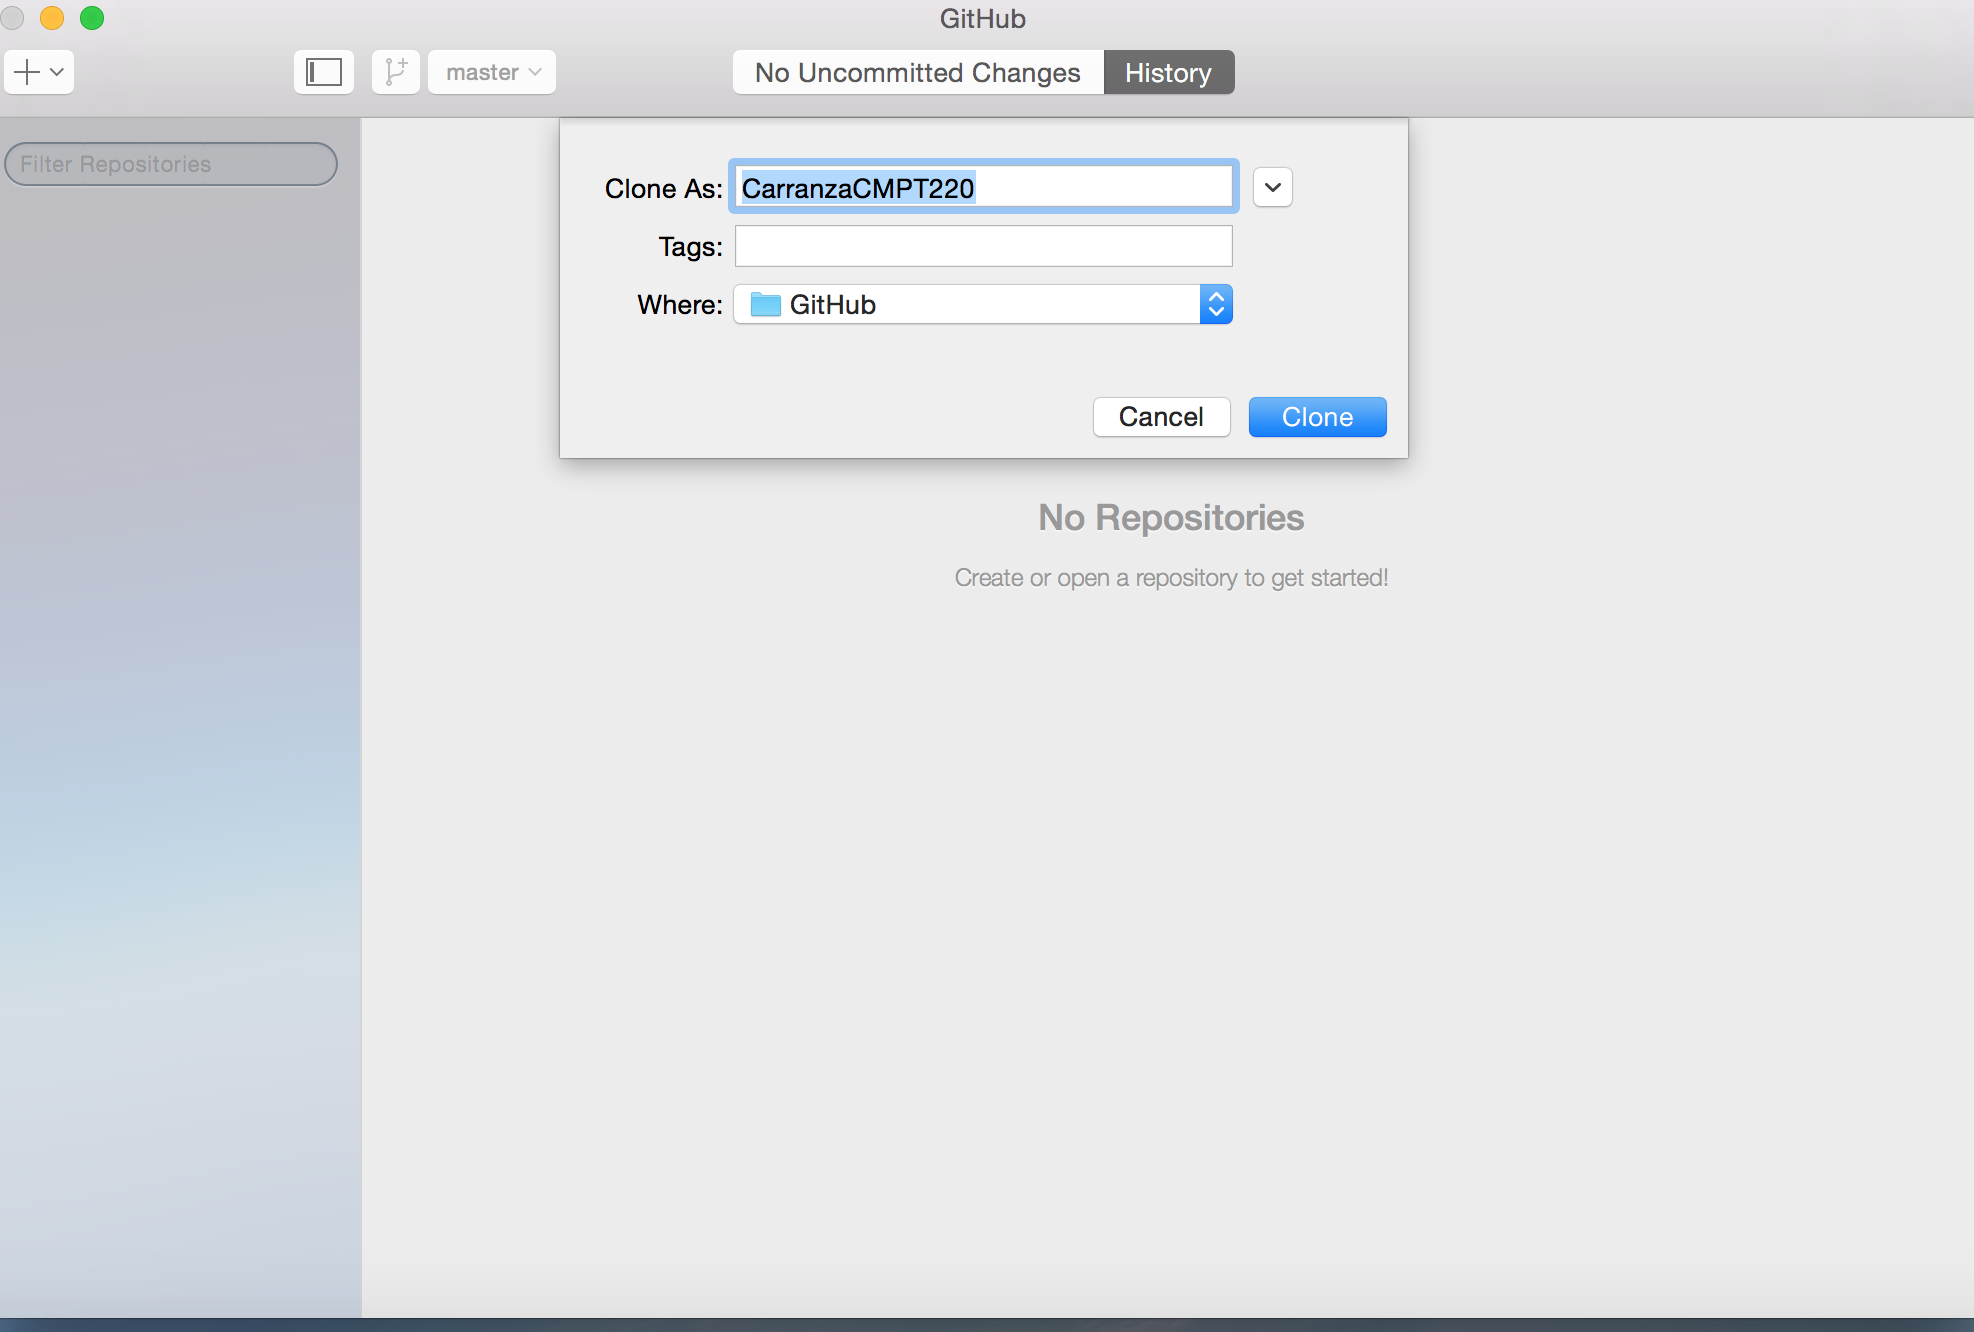 GitHub
master
No Uncommitted Changes
History
Filter Repositories
Clone As: CarranzaCMPT220
Tags:
Where: GitHub
Cancel
Clone
No Repositories
Create or open a repository to get started!